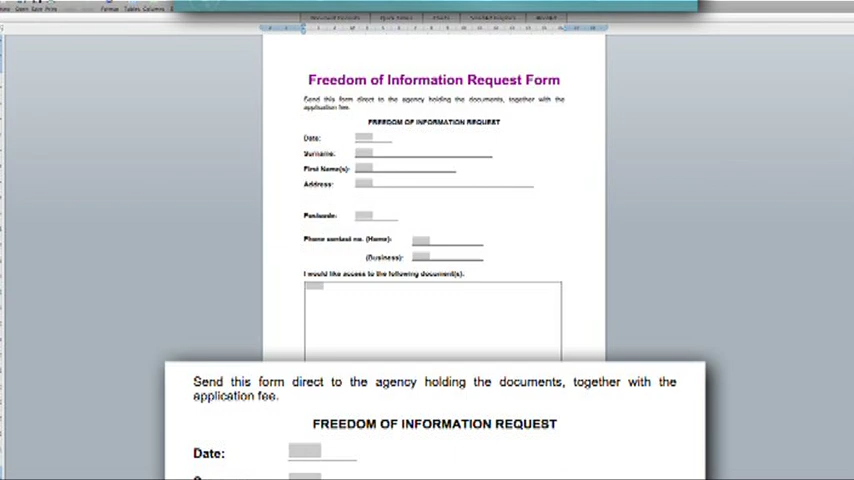 Freedom of Information Request Form
Send this form direct to the agency holding the documents, together with the
application fee.
FREEDOM OF INFORMATION REQUEST
Date:
Surname:
First Name(s):
Address:
Postcode:
Phone contact no. (Home):
(Business):
I would like access to the following document(s).
Send this form direct to the agency holding the documents, together with the
application fee.
FREEDOM OF INFORMATION REQUEST
Date: